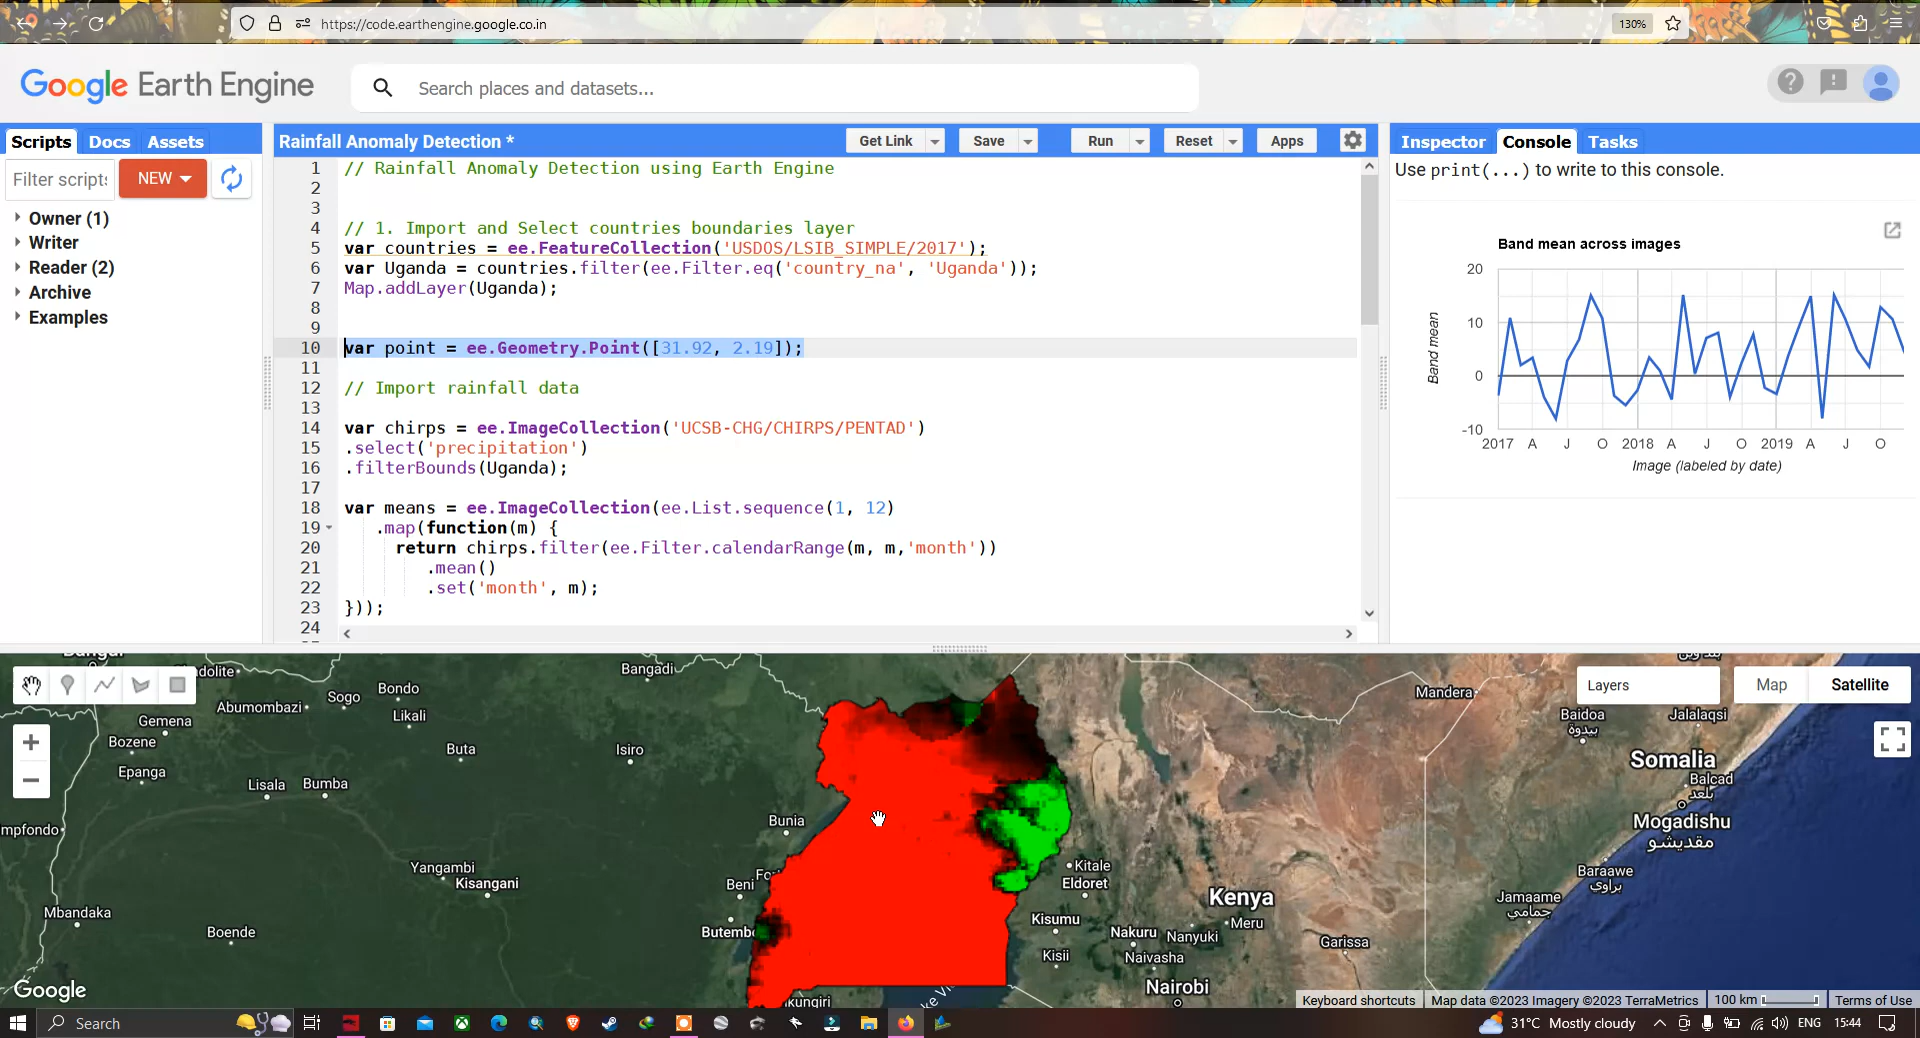 https://code.earthengine.google.co.in
130%
Google Earth Engine
Search places and datasets...
Scripts
Docs
Assets
Filter scripts
NEW
Owner (1)
Writer
Reader (2)
Archive
Examples
Rainfall Anomaly Detection *
Get Link
Save
Run
Reset
Apps
1 // Rainfall Anomaly Detection using Earth Engine
2
3
4 // 1. Import and Select countries boundaries layer
5 var countries = ee.FeatureCollection('USDOS/LSIB_SIMPLE/2017');
6 var Uganda = countries.filter(ee.Filter.eq('country_na', 'Uganda'));
7 Map.addLayer(Uganda);
8
9
10 var point = ee.Geometry.Point([31.92, 2.19]);
11
12 // Import rainfall data
13
14 var chirps = ee.ImageCollection('UCSB-CHG/CHIRPS/PENTAD')
15 .select('precipitation')
16 .filterBounds(Uganda);
17
18 var means = ee.ImageCollection(ee.List.sequence(1, 12)
19 .map(function(m) {
20 return chirps.filter(ee.Filter.calendarRange(m, m,'month'))
21 .mean()
22 .set('month', m);
23 }));
24
Inspector
Console
Tasks
Use print(...) to write to this console.
Band mean across images
20
10
0
-10
Band mean
2017 A J O 2018 A J O 2019 A J O
Image (labeled by date)
Layers
Map
Satellite
Bangadi
Abumombazi
Sogo
Bondo
Likali
Gemena
Bozene
Epanga
Buta
Isiro
Lisala
Bumba
Bunia
Yangambi
Kisangani
Beni
Mbandaka
Boende
Kitale
Eldoret
Kisumu
Kisii
Kenya
Meru
Nakuru
Nanyuki
Naivasha
Nairobi
Garissa
Mandera
Baidoa
بيدوة
Jalalaqsi
Somalia
Balcad
بلعد
Mogadishu
مقديشو
Baraawe
براوي
Jamaame
جمامي
Google
Keyboard shortcuts
Map data ©2023 Imagery ©2023 TerraMetrics
100 km
Terms of Use
Search
31°C Mostly cloudy
ENG
15:44